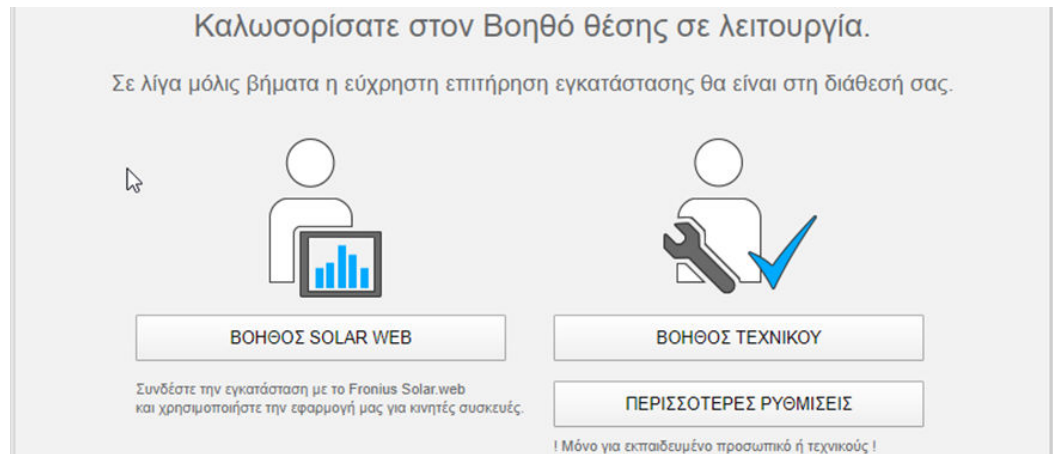 Καλωσορίσατε στον Βοηθό θέσης σε λειτουργία.
Σε λίγα μόλις βήματα η εύχρηστη επιτήρηση εγκατάστασης θα είναι στη διάθεσή σας.
ΒΟΗΘΟΣ SOLAR WEB
Συνδέστε την εγκατάσταση με το Fronius Solar.web
και χρησιμοποιήστε την εφαρμογή μας για κινητές συσκευές.
ΒΟΗΘΟΣ ΤΕΧΝΙΚΟΥ
ΠΕΡΙΣΣΟΤΕΡΕΣ ΡΥΘΜΙΣΕΙΣ
! Μόνο για εκπαιδευμένο προσωπικό ή τεχνικούς !